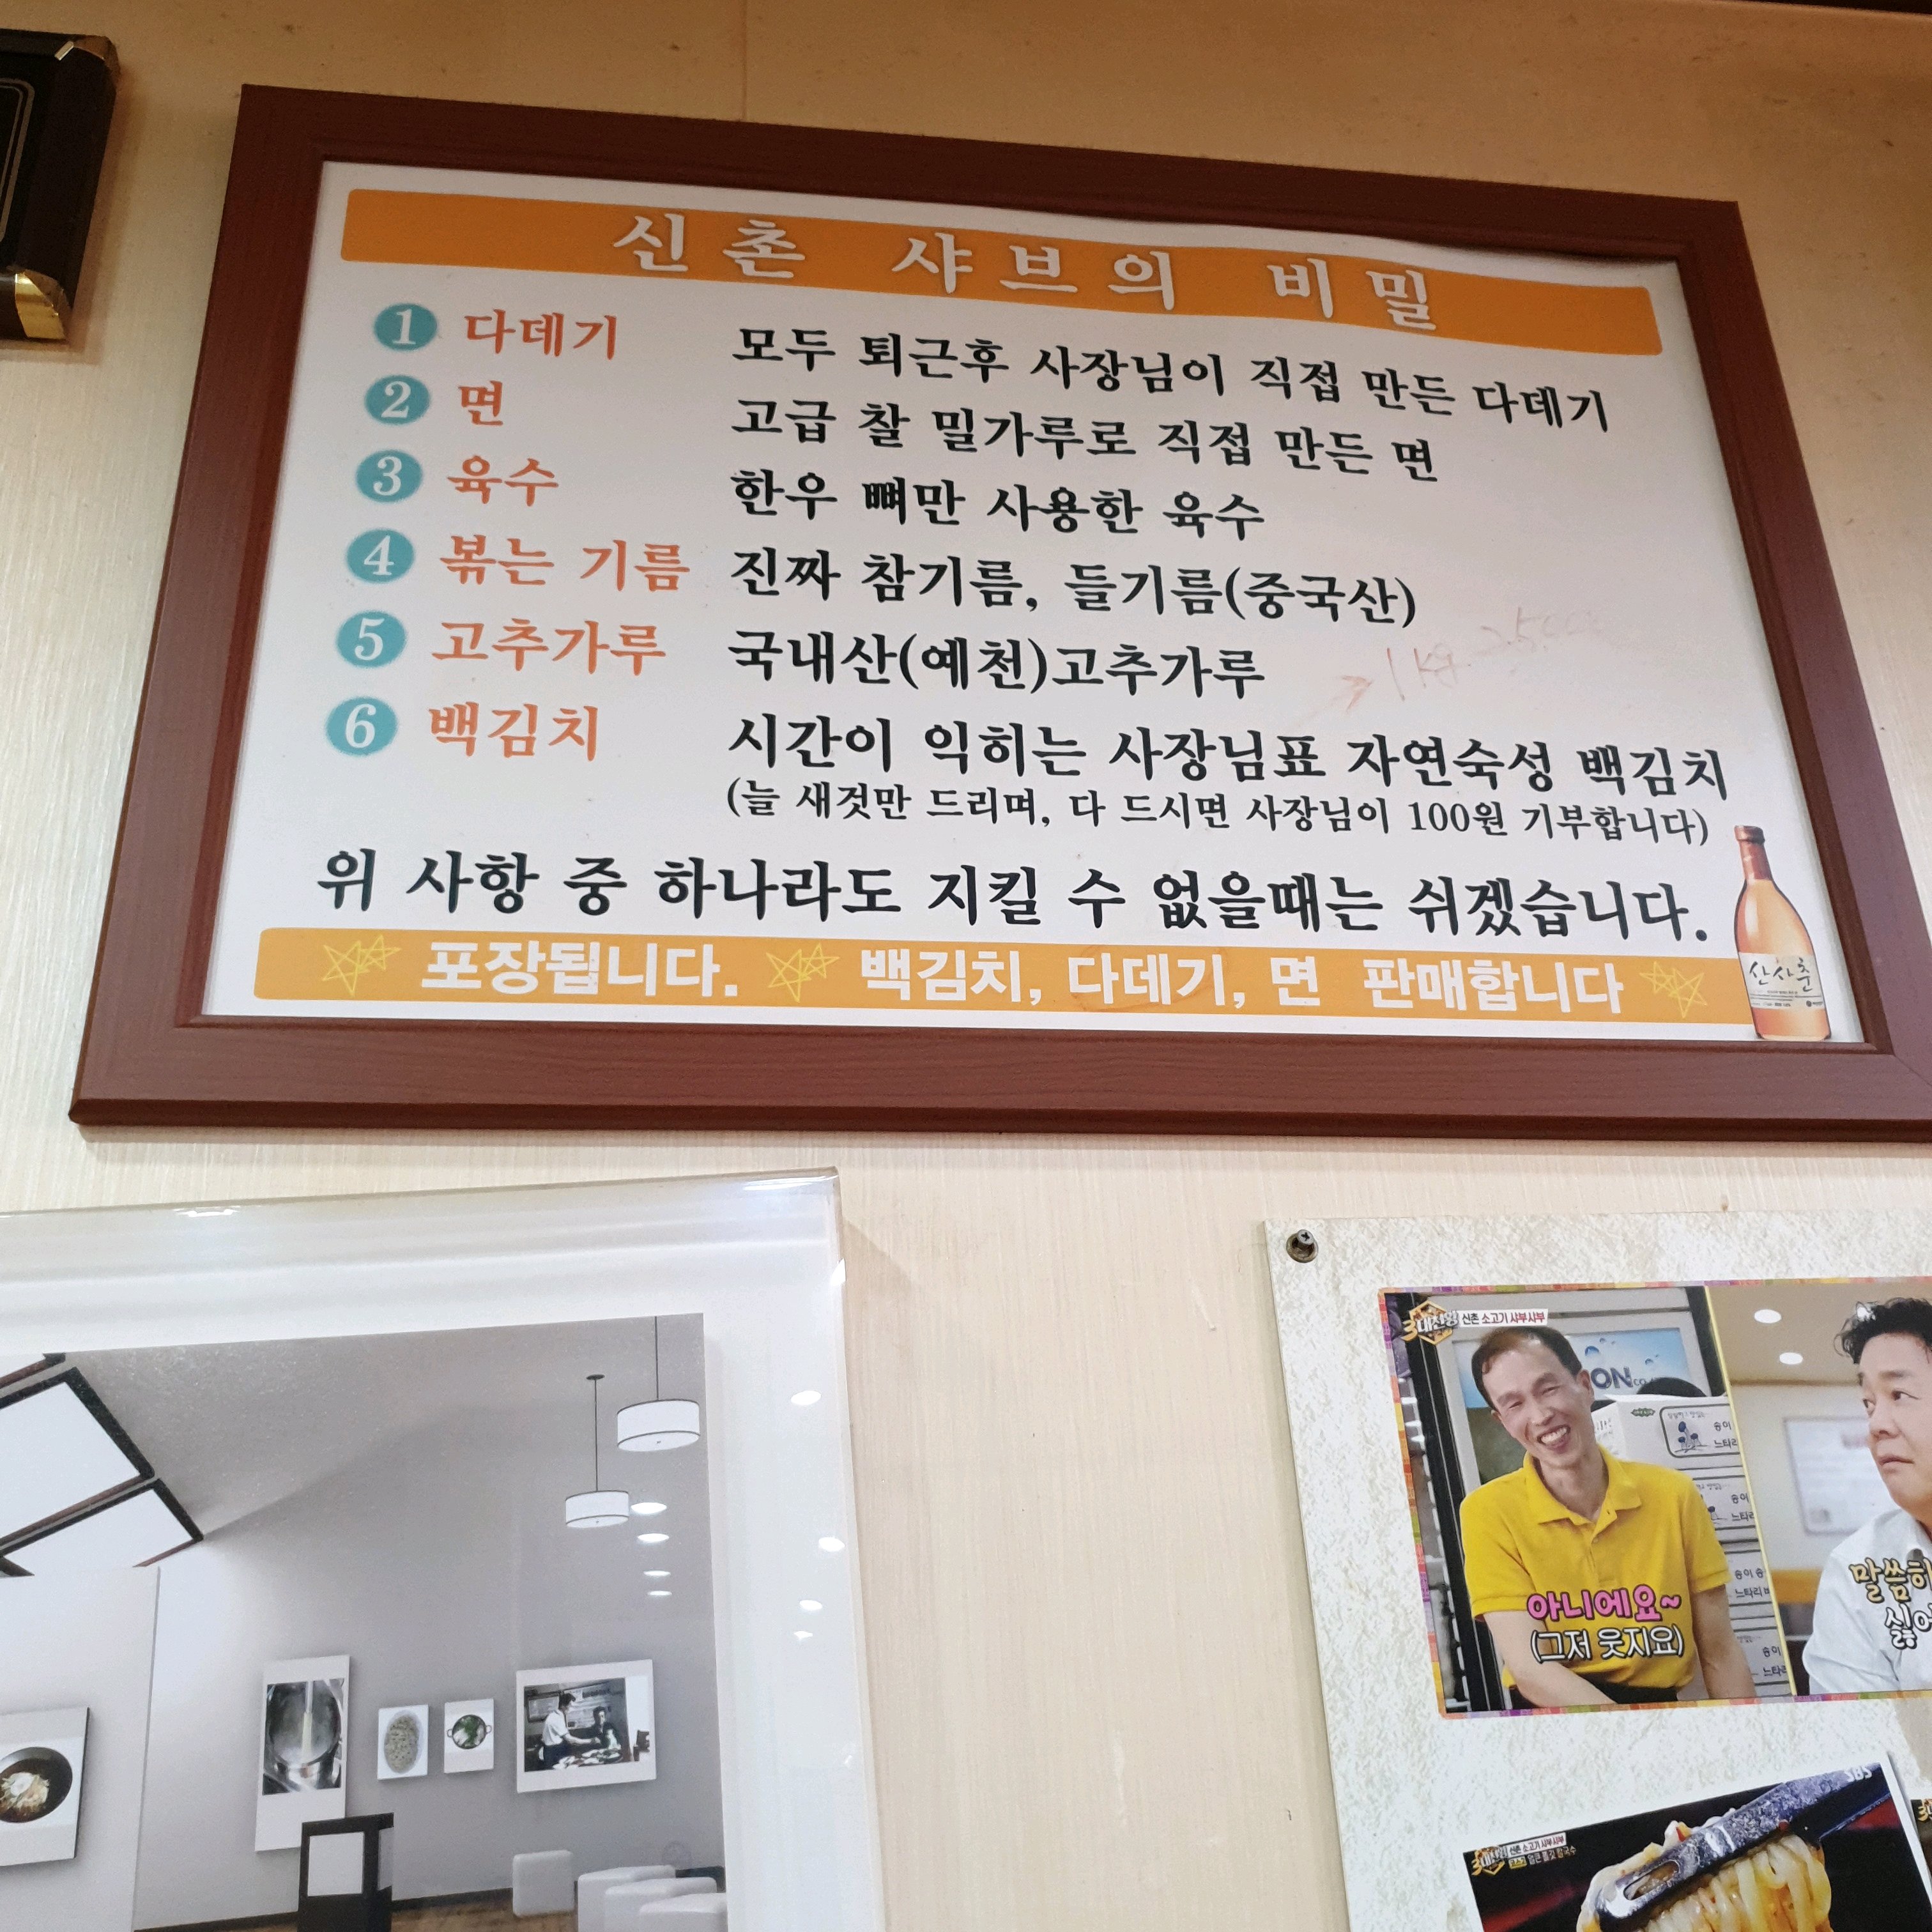 신촌 샤브의 비밀
1 다데기 모두 퇴근후 사장님이 직접 만든 다데기
2 면 고급 찰 밀가루로 직접 만든 면
3 육수 한우 뼈만 사용한 육수
4 볶는 기름 진짜 참기름, 들기름(중국산)
5 고추가루 국내산(예천)고추가루
→ 1kg
6 백김치 시간이 익히는 사장님표 자연숙성 백김치
(늘 새것만 드리며, 다 드시면 사장님이 100원 기부합니다)
위 사항 중 하나라도 지킬 수 없을때는 쉬겠습니다.
포장됩니다. 백김치, 다데기, 면 판매합니다
산사춘
3대천왕 신촌 소고기 샤부샤부
ON
송이
느타리
아니에요~
(그저 웃지요)
SBS
3대천왕 신촌 소고기 샤부샤부